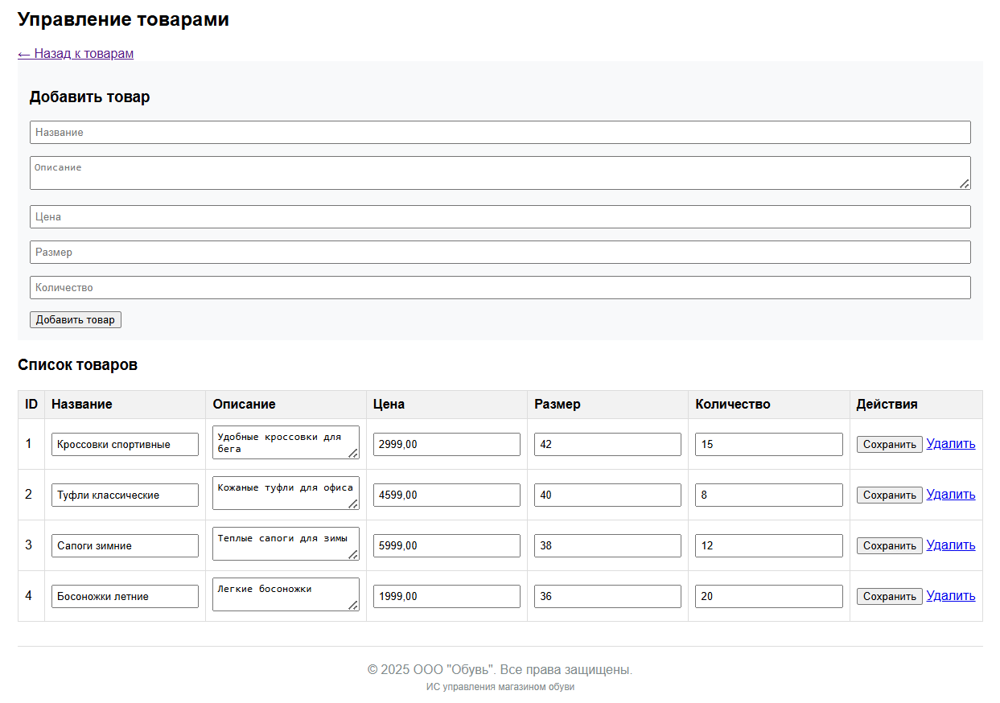 Управление товарами
← Назад к товарам
Добавить товар
Название
Описание
Цена
Размер
Количество
Добавить товар
Список товаров
ID Название Описание Цена Размер Количество Действия
1 Кроссовки спортивные Удобные кроссовки для бега 2999,00 42 15 Сохранить Удалить
2 Туфли классические Кожаные туфли для офиса 4599,00 40 8 Сохранить Удалить
3 Сапоги зимние Теплые сапоги для зимы 5999,00 38 12 Сохранить Удалить
4 Босоножки летние Легкие босоножки 1999,00 36 20 Сохранить Удалить
© 2025 ООО "Обувь". Все права защищены.
ИС управления магазином обуви